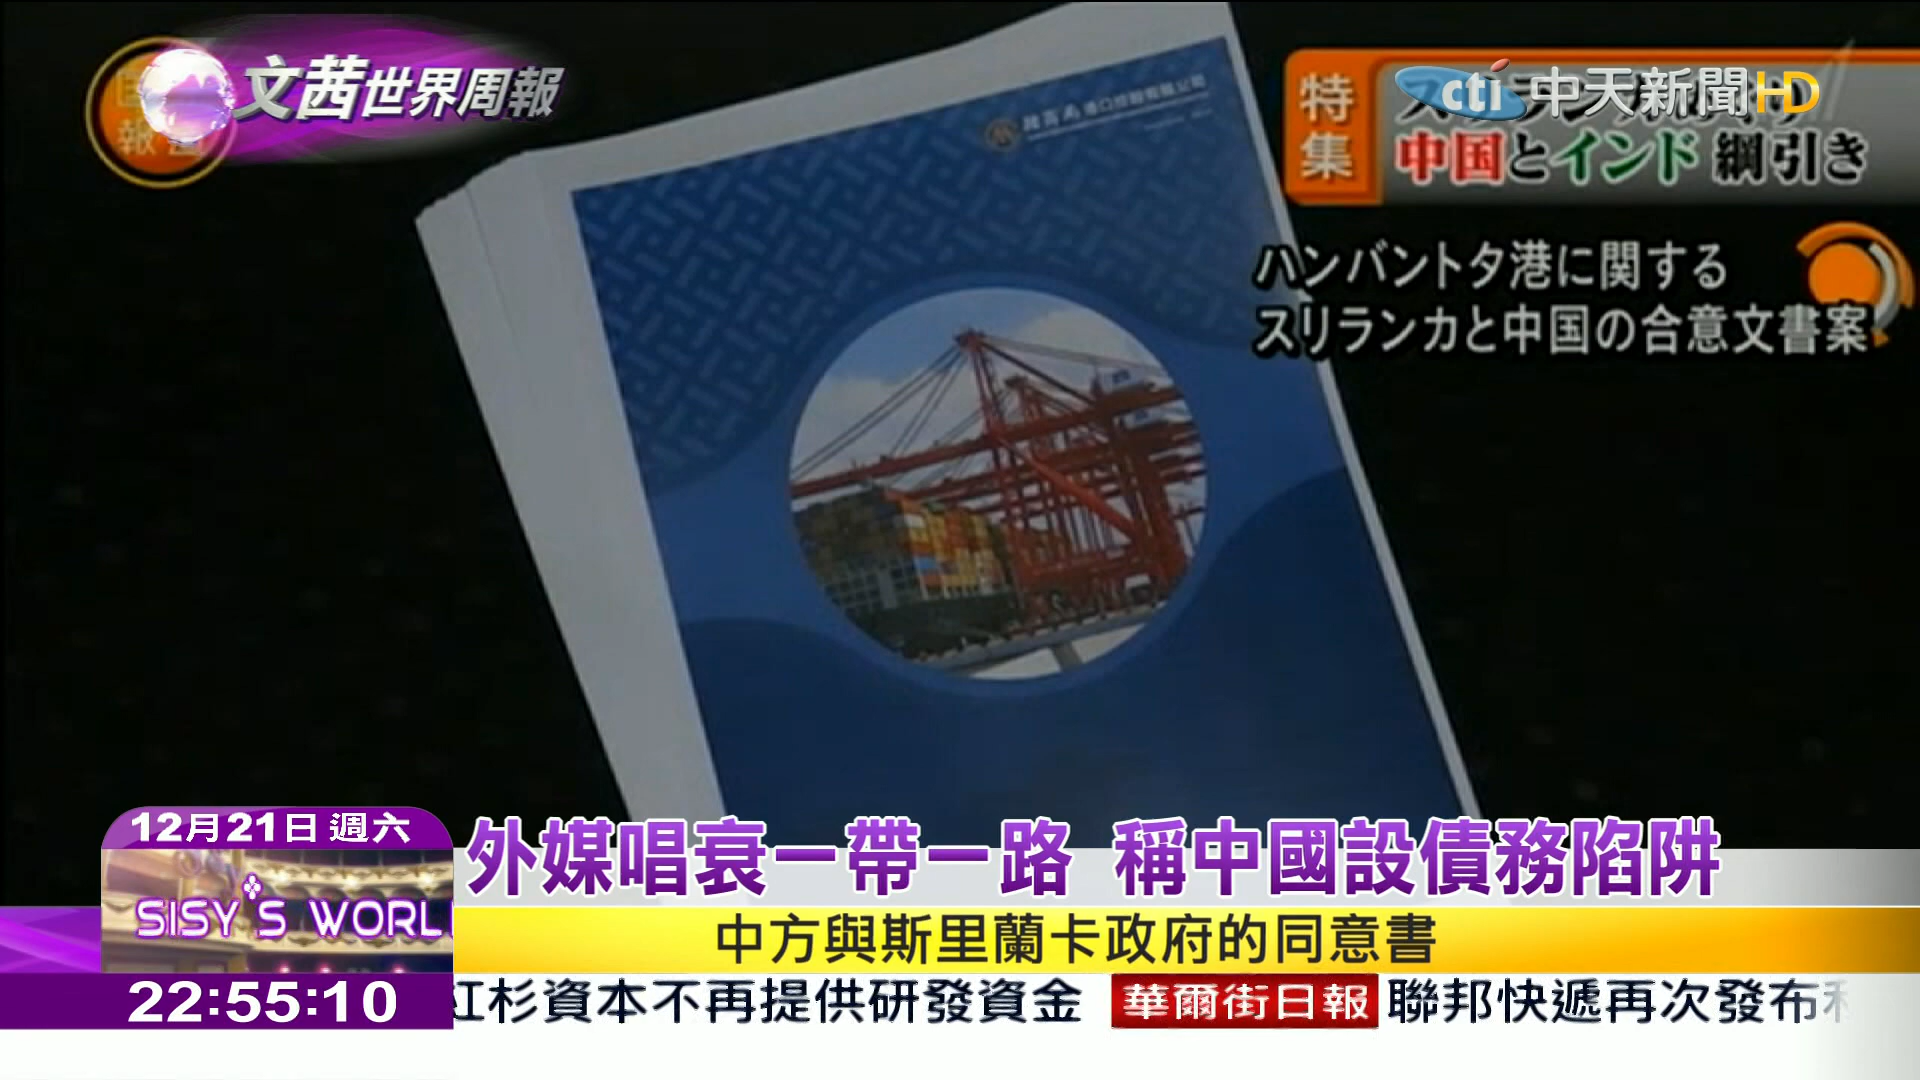 文茜世界周報
cti 中天新聞HD
特集
中国とインド 綱引き
ハンバントタ港に関する
スリランカと中国の合意文書案
12月21日 週六
外媒唱衰一帶一路 稱中國設債務陷阱
SISY'S WORL
中方與斯里蘭卡政府的同意書
22:55:10
紅杉資本不再提供研發資金 華爾街日報 聯邦快遞再次發布